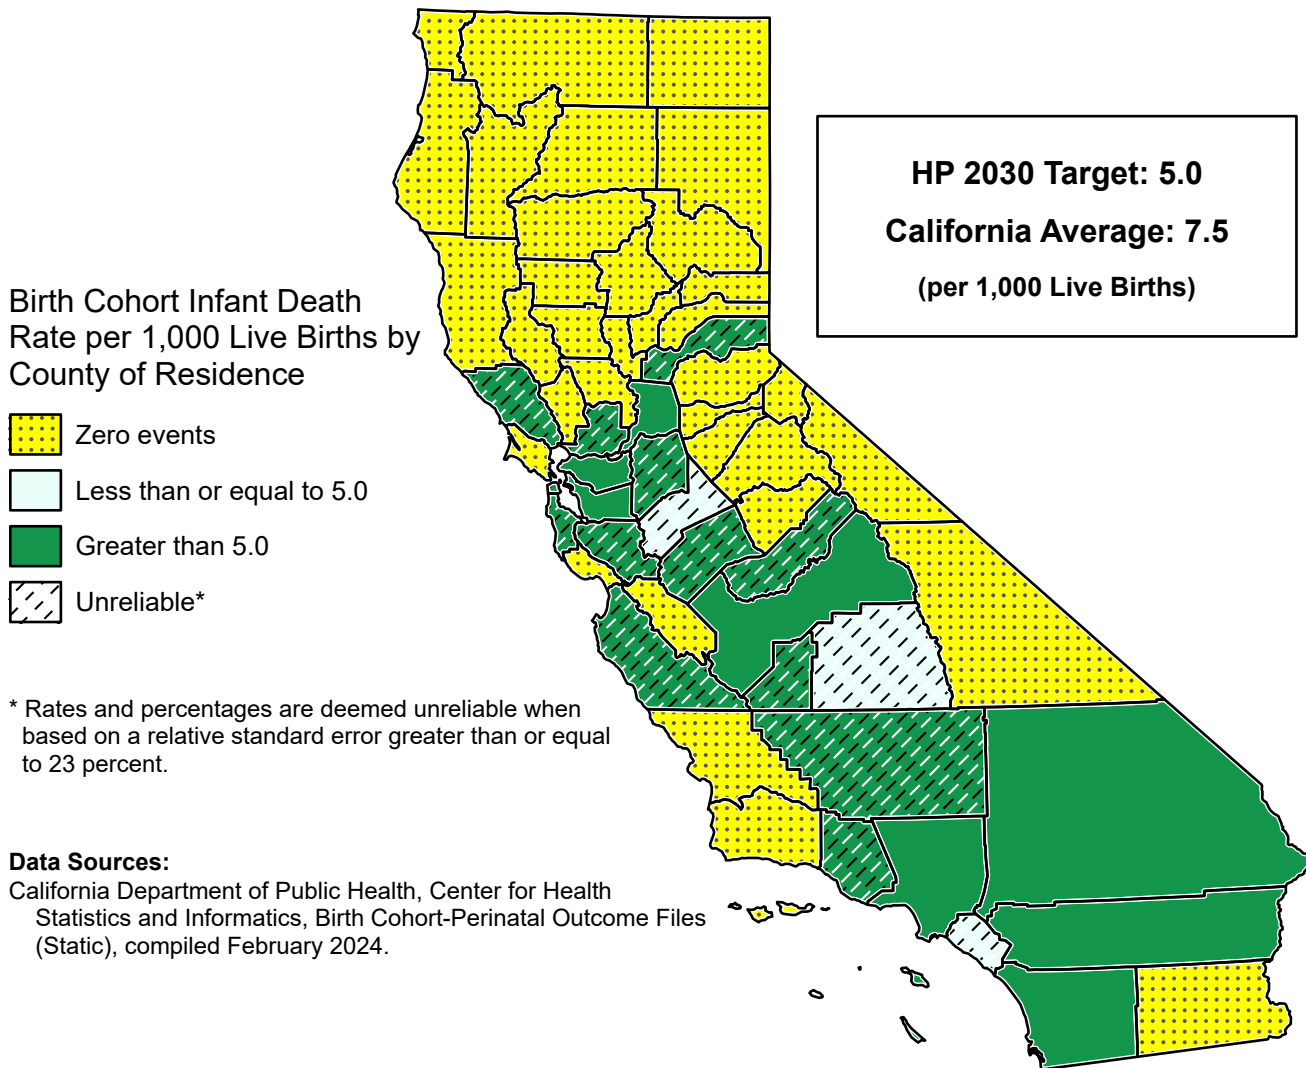 HP 2030 Target: 5.0
California Average: 7.5
(per 1,000 Live Births)
Birth Cohort Infant Death
Rate per 1,000 Live Births by
County of Residence
Zero events
Less than or equal to 5.0
Greater than 5.0
Unreliable*
* Rates and percentages are deemed unreliable when
based on a relative standard error greater than or equal
to 23 percent.
Data Sources:
California Department of Public Health, Center for Health
Statistics and Informatics, Birth Cohort-Perinatal Outcome Files
(Static), compiled February 2024.